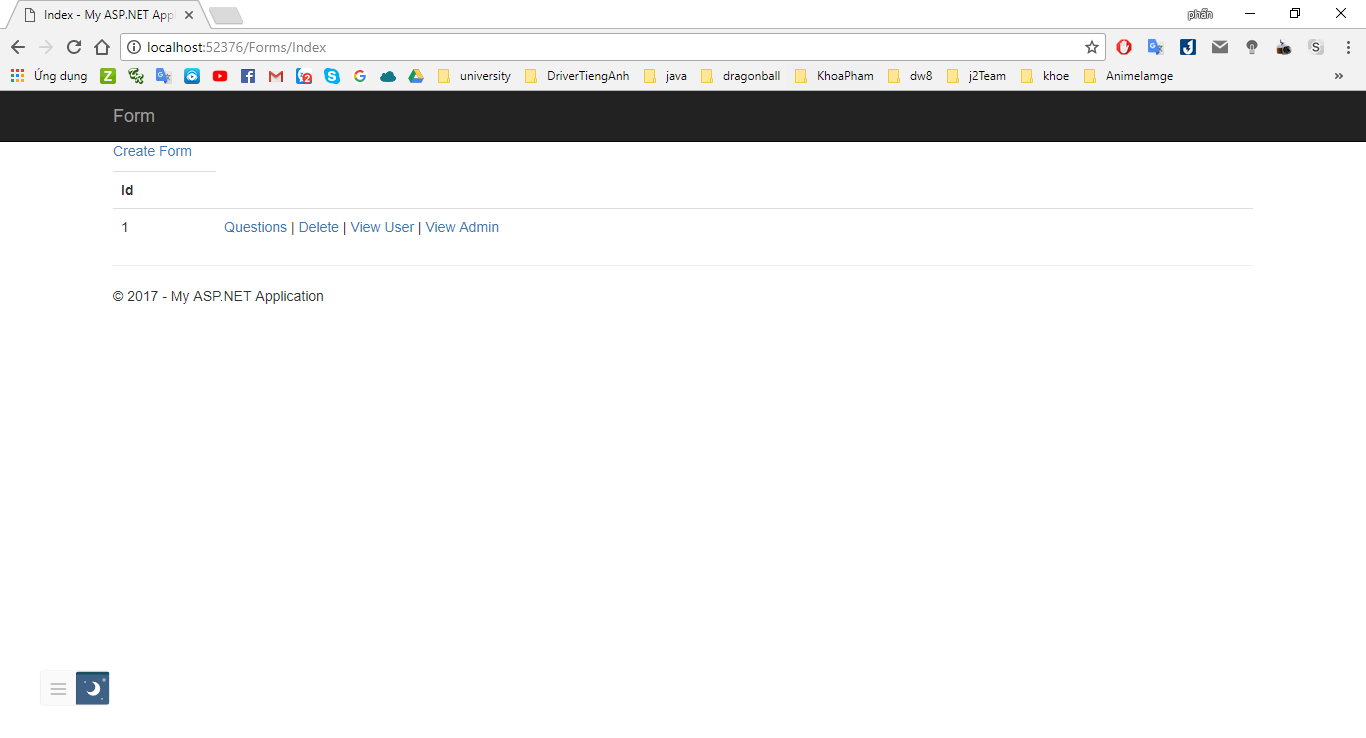 Index - My ASP.NET App
phấn
localhost:52376/Forms/Index
Ứng dụng university DriverTiengAnh java dragonball KhoaPham dw8 j2Team khoe Animelamge »
Form
Create Form
Id
1 Questions | Delete | View User | View Admin
© 2017 - My ASP.NET Application